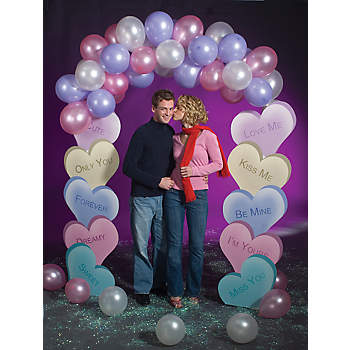 CUTE
ONLY YOU
FOREVER
DREAMY
SWEET
LOVE ME
KISS ME
BE MINE
I'M YOURS
MISS YOU